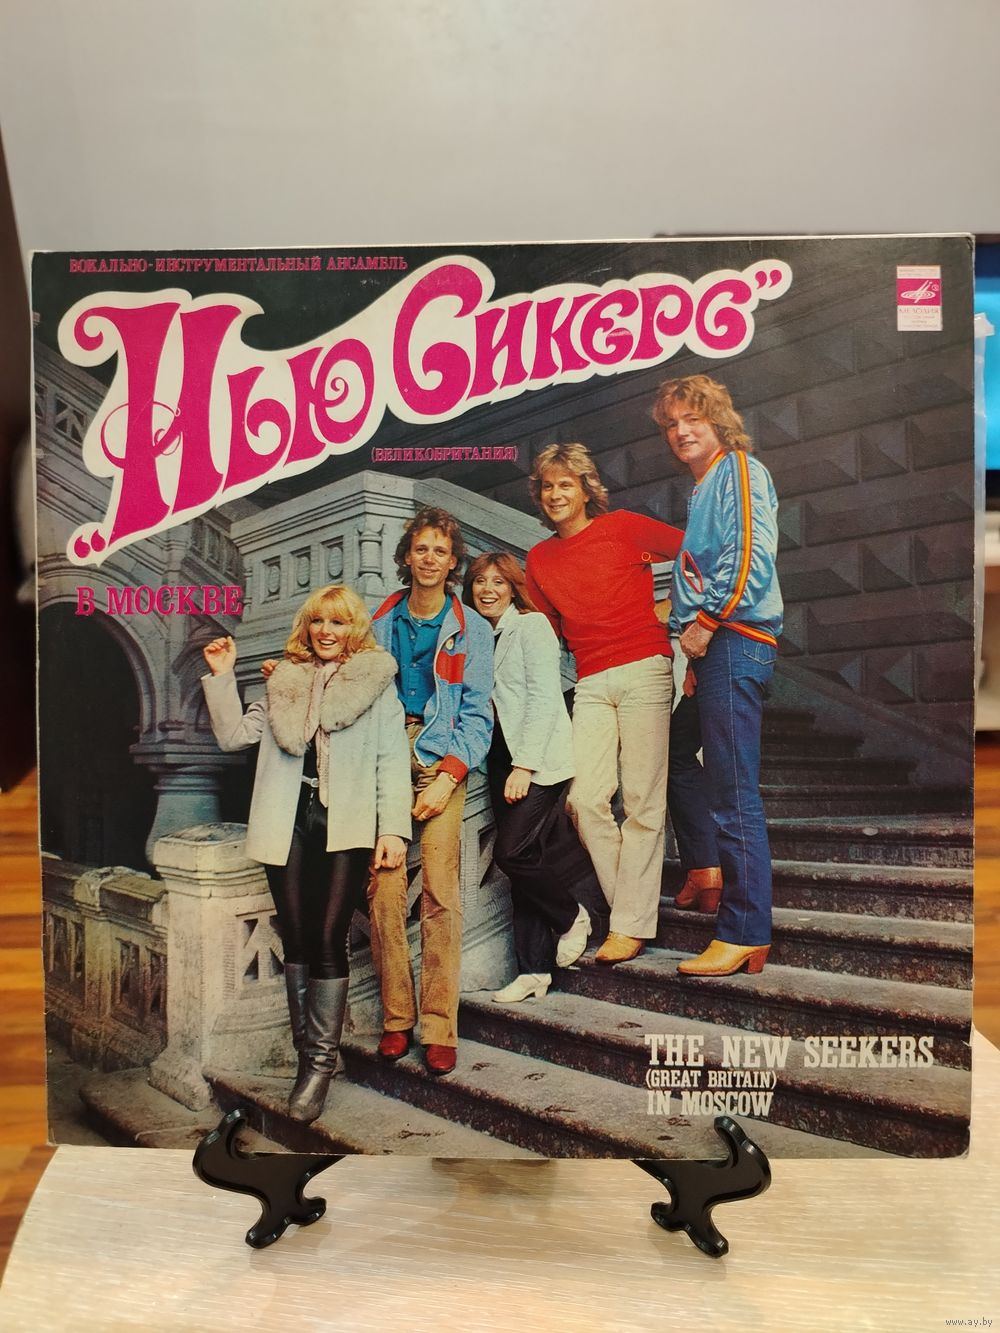 ВОКАЛЬНО-ИНСТРУМЕНТАЛЬНЫЙ АНСАМБЛЬ
„Нью Сикерс”
(ВЕЛИКОБРИТАНИЯ)
В МОСКВЕ
МЕЛОДИЯ
THE NEW SEEKERS
(GREAT BRITAIN)
IN MOSCOW
www.ay.by